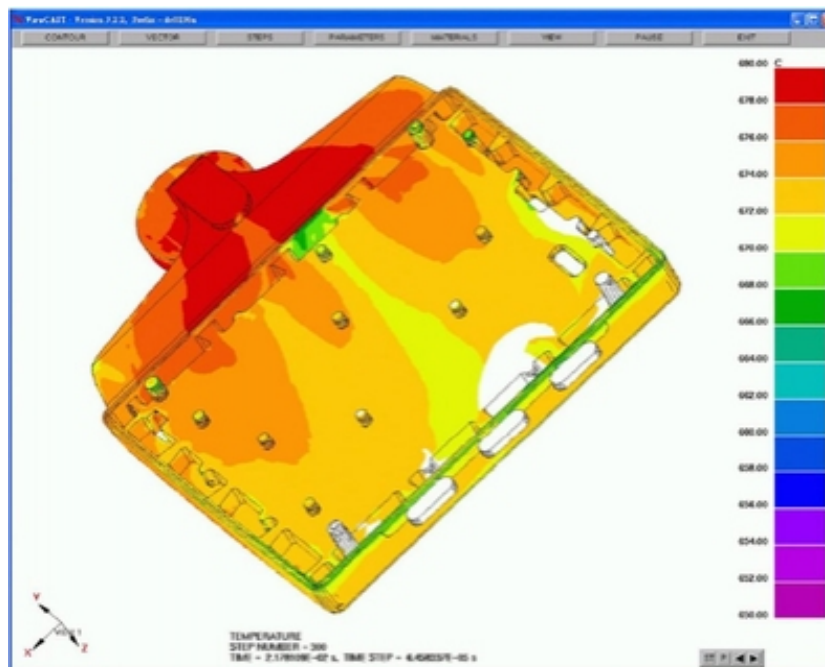 CONTOUR VECTOR STEPS PARAMETERS MATERIALS VIEW PAUSE EXIT
680.00 C
678.00
676.00
674.00
672.00
670.00
668.00
666.00
664.00
662.00
660.00
658.00
656.00
654.00
652.00
650.00
Y
X
Z
TEMPERATURE
STEP NUMBER = 300